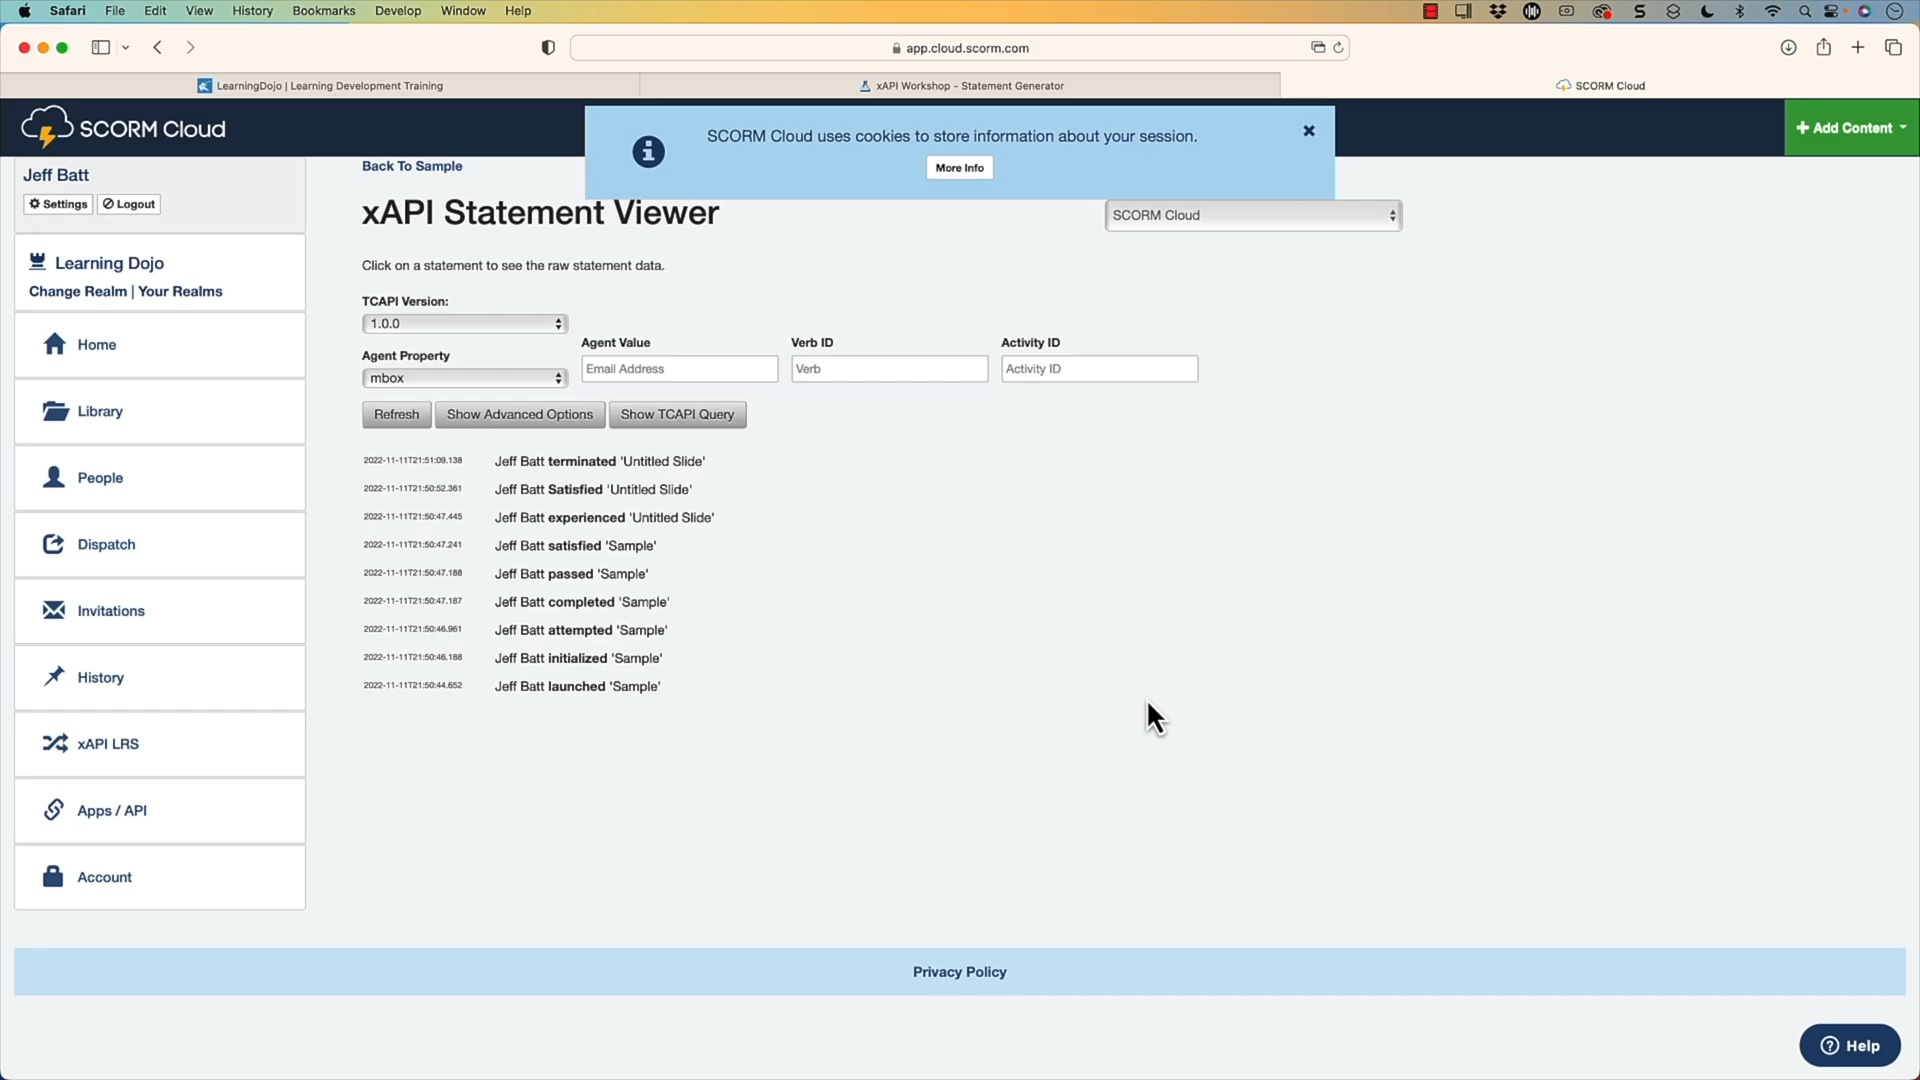 Safari File Edit View History Bookmarks Develop Window Help
app.cloud.scorm.com
LearningDojo | Learning Development Training
xAPI Workshop - Statement Generator
SCORM Cloud
SCORM Cloud
SCORM Cloud uses cookies to store information about your session.
More Info
+ Add Content
Jeff Batt
Settings
Logout
Learning Dojo
Change Realm | Your Realms
Home
Library
People
Dispatch
Invitations
History
xAPI LRS
Apps / API
Account
Back To Sample
xAPI Statement Viewer
SCORM Cloud
Click on a statement to see the raw statement data.
TCAPI Version:
1.0.0
Agent Property
mbox
Agent Value
Email Address
Verb ID
Verb
Activity ID
Activity ID
Refresh
Show Advanced Options
Show TCAPI Query
2022-11-11T21:51:09.138 Jeff Batt terminated 'Untitled Slide'
2022-11-11T21:50:52.361 Jeff Batt Satisfied 'Untitled Slide'
2022-11-11T21:50:47.445 Jeff Batt experienced 'Untitled Slide'
2022-11-11T21:50:47.241 Jeff Batt satisfied 'Sample'
2022-11-11T21:50:47.188 Jeff Batt passed 'Sample'
2022-11-11T21:50:47.187 Jeff Batt completed 'Sample'
2022-11-11T21:50:46.961 Jeff Batt attempted 'Sample'
2022-11-11T21:50:46.188 Jeff Batt initialized 'Sample'
2022-11-11T21:50:44.652 Jeff Batt launched 'Sample'
Privacy Policy
Help